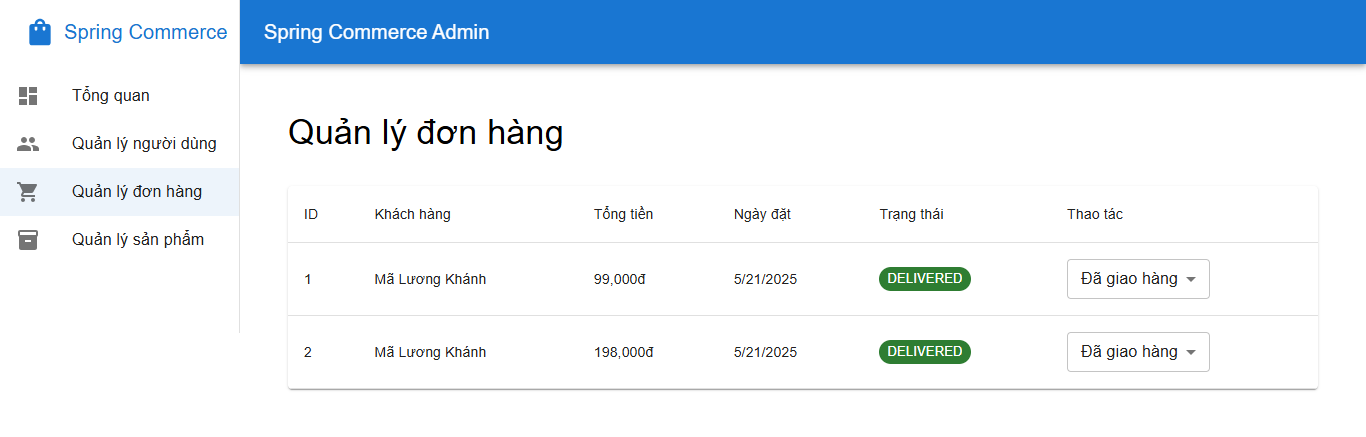 Spring Commerce
Spring Commerce Admin
Tổng quan
Quản lý người dùng
Quản lý đơn hàng
Quản lý sản phẩm
Quản lý đơn hàng
ID Khách hàng Tổng tiền Ngày đặt Trạng thái Thao tác
1 Mã Lương Khánh 99,000đ 5/21/2025 DELIVERED Đã giao hàng
2 Mã Lương Khánh 198,000đ 5/21/2025 DELIVERED Đã giao hàng